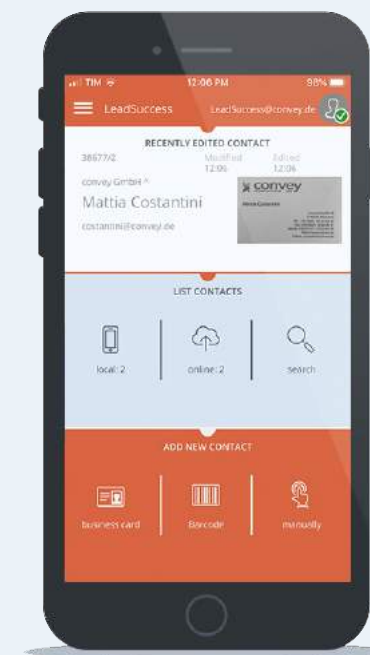 TIM 12:06 PM 98%
LeadSuccess LeadSuccess@convey.de
RECENTLY EDITED CONTACT
38677/2 Modified Edited
12:06 12:06
convey GmbH ^
Mattia Costantini
costantini@convey.de
convey
Mattia Costantini
LIST CONTACTS
local: 2 online: 2 search
ADD NEW CONTACT
business card Barcode manually